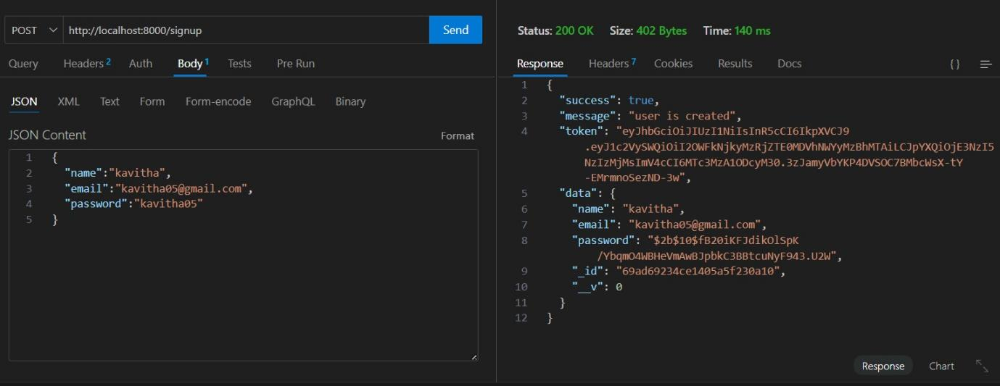 POST http://localhost:8000/signup Send
Query Headers 2 Auth Body 1 Tests Pre Run
JSON XML Text Form Form-encode GraphQL Binary
JSON Content Format
1 {
2 "name":"kavitha",
3 "email":"kavitha05@gmail.com",
4 "password":"kavitha05"
5 }
Status: 200 OK Size: 402 Bytes Time: 140 ms
Response Headers 7 Cookies Results Docs {}
1 {
2 "success": true,
3 "message": "user is created",
4 "token": "eyJhbGciOiJIUzI1NiIsInR5cCI6IkpXVCJ9
.eyJ1c2VySWQiOiI2OWFkNjkyMzRjZTE0MDVhNWYyMzBhMTAiLCJpYXQiOjE3NzI5
NzIzMjMsImV4cCI6MTc3MzA1ODcyM30.3zJamyVbYKP4DVSOC7BMbcWsX-tY
-EMrmnoSezND-3w",
5 "data": {
6 "name": "kavitha",
7 "email": "kavitha05@gmail.com",
8 "password": "$2b$10$fB20iKFJdikOlSpK
/YbqmO4WBHeVmAwBJpbkC3BBtcuNyF943.U2W",
9 "_id": "69ad69234ce1405a5f230a10",
10 "__v": 0
11 }
12 }
Response Chart